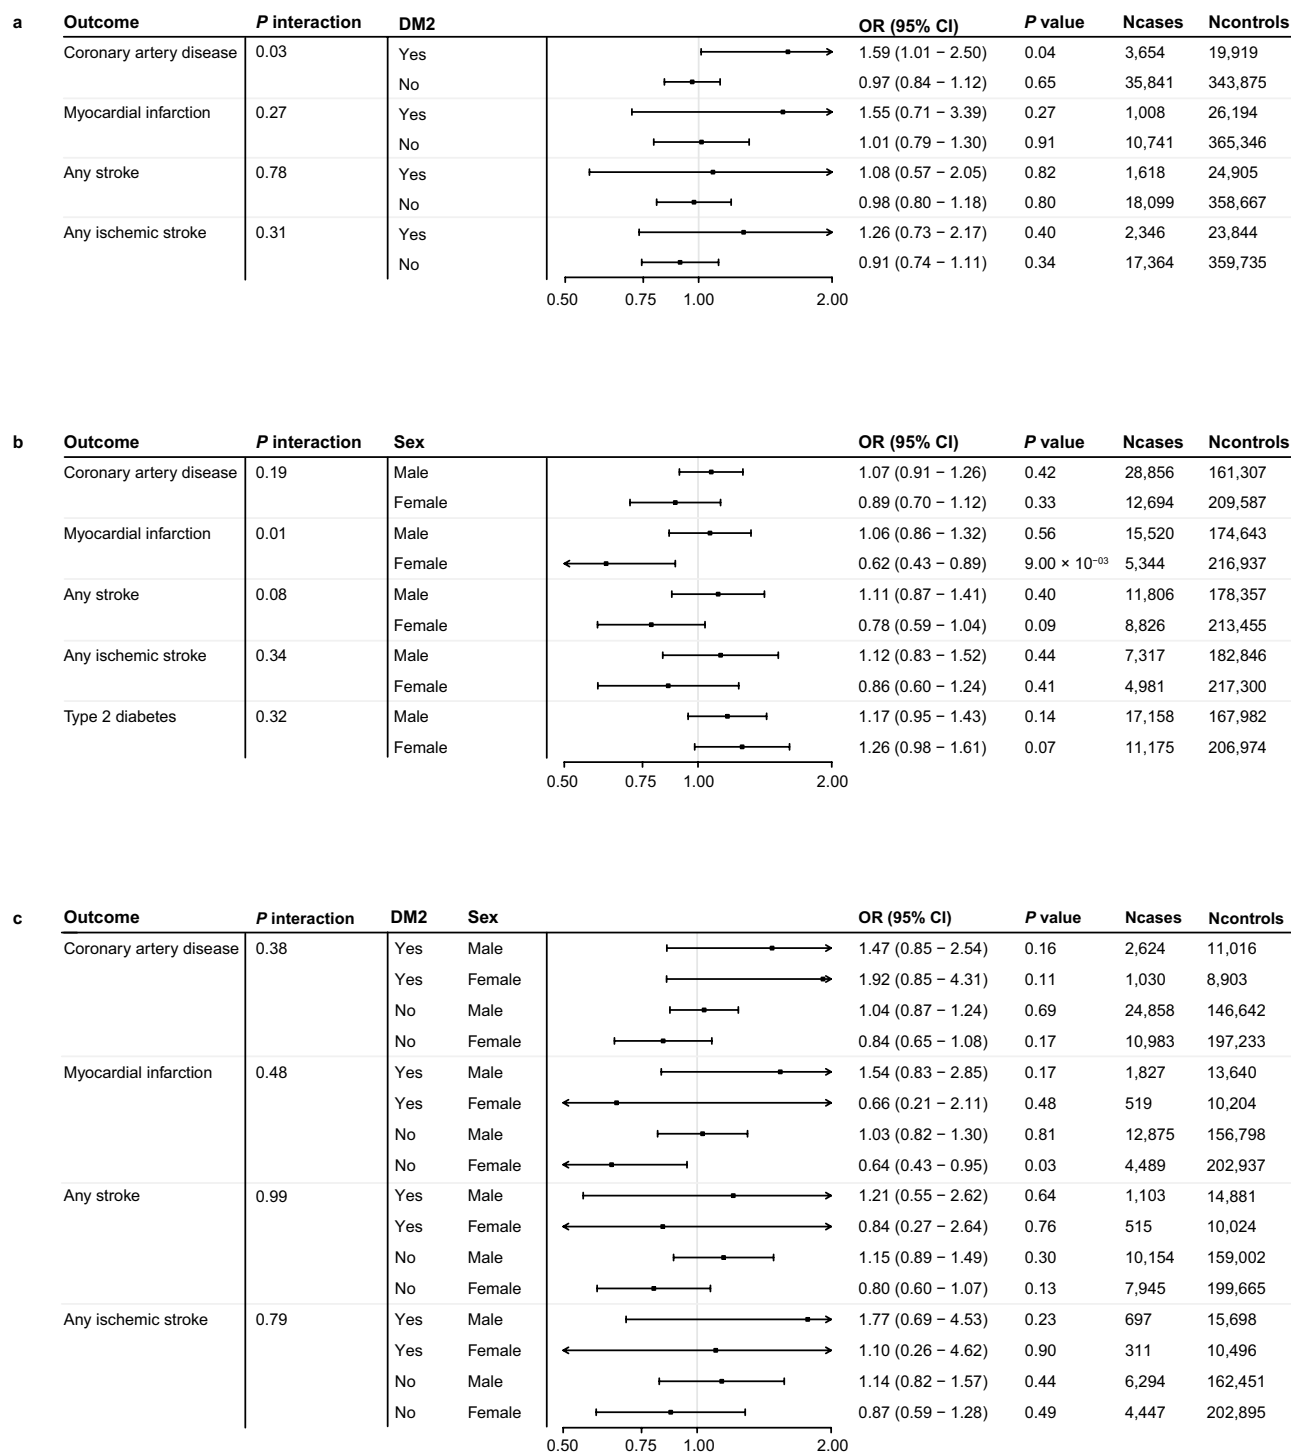 a Outcome P interaction DM2 OR (95% CI) P value Ncases Ncontrols
Coronary artery disease 0.03 Yes 1.59 (1.01 − 2.50) 0.04 3,654 19,919
No 0.97 (0.84 − 1.12) 0.65 35,841 343,875
Myocardial infarction 0.27 Yes 1.55 (0.71 − 3.39) 0.27 1,008 26,194
No 1.01 (0.79 − 1.30) 0.91 10,741 365,346
Any stroke 0.78 Yes 1.08 (0.57 − 2.05) 0.82 1,618 24,905
No 0.98 (0.80 − 1.18) 0.80 18,099 358,667
Any ischemic stroke 0.31 Yes 1.26 (0.73 − 2.17) 0.40 2,346 23,844
No 0.91 (0.74 − 1.11) 0.34 17,364 359,735
0.50 0.75 1.00 2.00
b Outcome P interaction Sex OR (95% CI) P value Ncases Ncontrols
Coronary artery disease 0.19 Male 1.07 (0.91 − 1.26) 0.42 28,856 161,307
Female 0.89 (0.70 − 1.12) 0.33 12,694 209,587
Myocardial infarction 0.01 Male 1.06 (0.86 − 1.32) 0.56 15,520 174,643
Female 0.62 (0.43 − 0.89) 9.00 × 10⁻⁰³ 5,344 216,937
Any stroke 0.08 Male 1.11 (0.87 − 1.41) 0.40 11,806 178,357
Female 0.78 (0.59 − 1.04) 0.09 8,826 213,455
Any ischemic stroke 0.34 Male 1.12 (0.83 − 1.52) 0.44 7,317 182,846
Female 0.86 (0.60 − 1.24) 0.41 4,981 217,300
Type 2 diabetes 0.32 Male 1.17 (0.95 − 1.43) 0.14 17,158 167,982
Female 1.26 (0.98 − 1.61) 0.07 11,175 206,974
0.50 0.75 1.00 2.00
c Outcome P interaction DM2 Sex OR (95% CI) P value Ncases Ncontrols
Coronary artery disease 0.38 Yes Male 1.47 (0.85 − 2.54) 0.16 2,624 11,016
Yes Female 1.92 (0.85 − 4.31) 0.11 1,030 8,903
No Male 1.04 (0.87 − 1.24) 0.69 24,858 146,642
No Female 0.84 (0.65 − 1.08) 0.17 10,983 197,233
Myocardial infarction 0.48 Yes Male 1.54 (0.83 − 2.85) 0.17 1,827 13,640
Yes Female 0.66 (0.21 − 2.11) 0.48 519 10,204
No Male 1.03 (0.82 − 1.30) 0.81 12,875 156,798
No Female 0.64 (0.43 − 0.95) 0.03 4,489 202,937
Any stroke 0.99 Yes Male 1.21 (0.55 − 2.62) 0.64 1,103 14,881
Yes Female 0.84 (0.27 − 2.64) 0.76 515 10,024
No Male 1.15 (0.89 − 1.49) 0.30 10,154 159,002
No Female 0.80 (0.60 − 1.07) 0.13 7,945 199,665
Any ischemic stroke 0.79 Yes Male 1.77 (0.69 − 4.53) 0.23 697 15,698
Yes Female 1.10 (0.26 − 4.62) 0.90 311 10,496
No Male 1.14 (0.82 − 1.57) 0.44 6,294 162,451
No Female 0.87 (0.59 − 1.28) 0.49 4,447 202,895
0.50 0.75 1.00 2.00